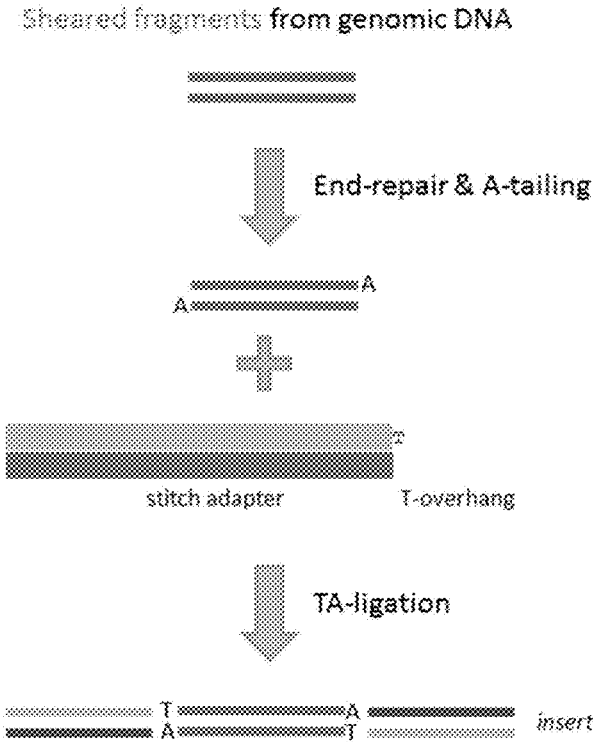 Sheared fragments from genomic DNA
End-repair & A-tailing
A
A
T
stitch adapter T-overhang
TA-ligation
T A
A T
insert